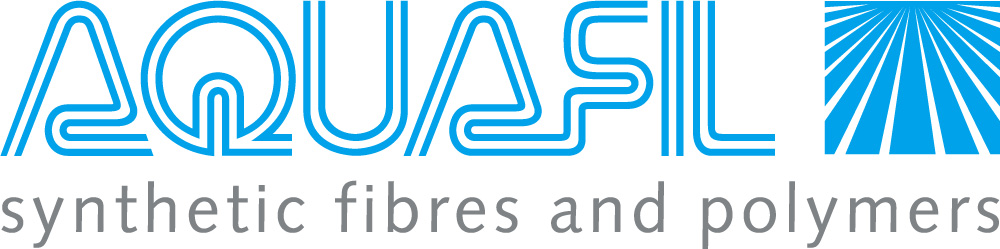 AQUAFIL
synthetic fibres and polymers